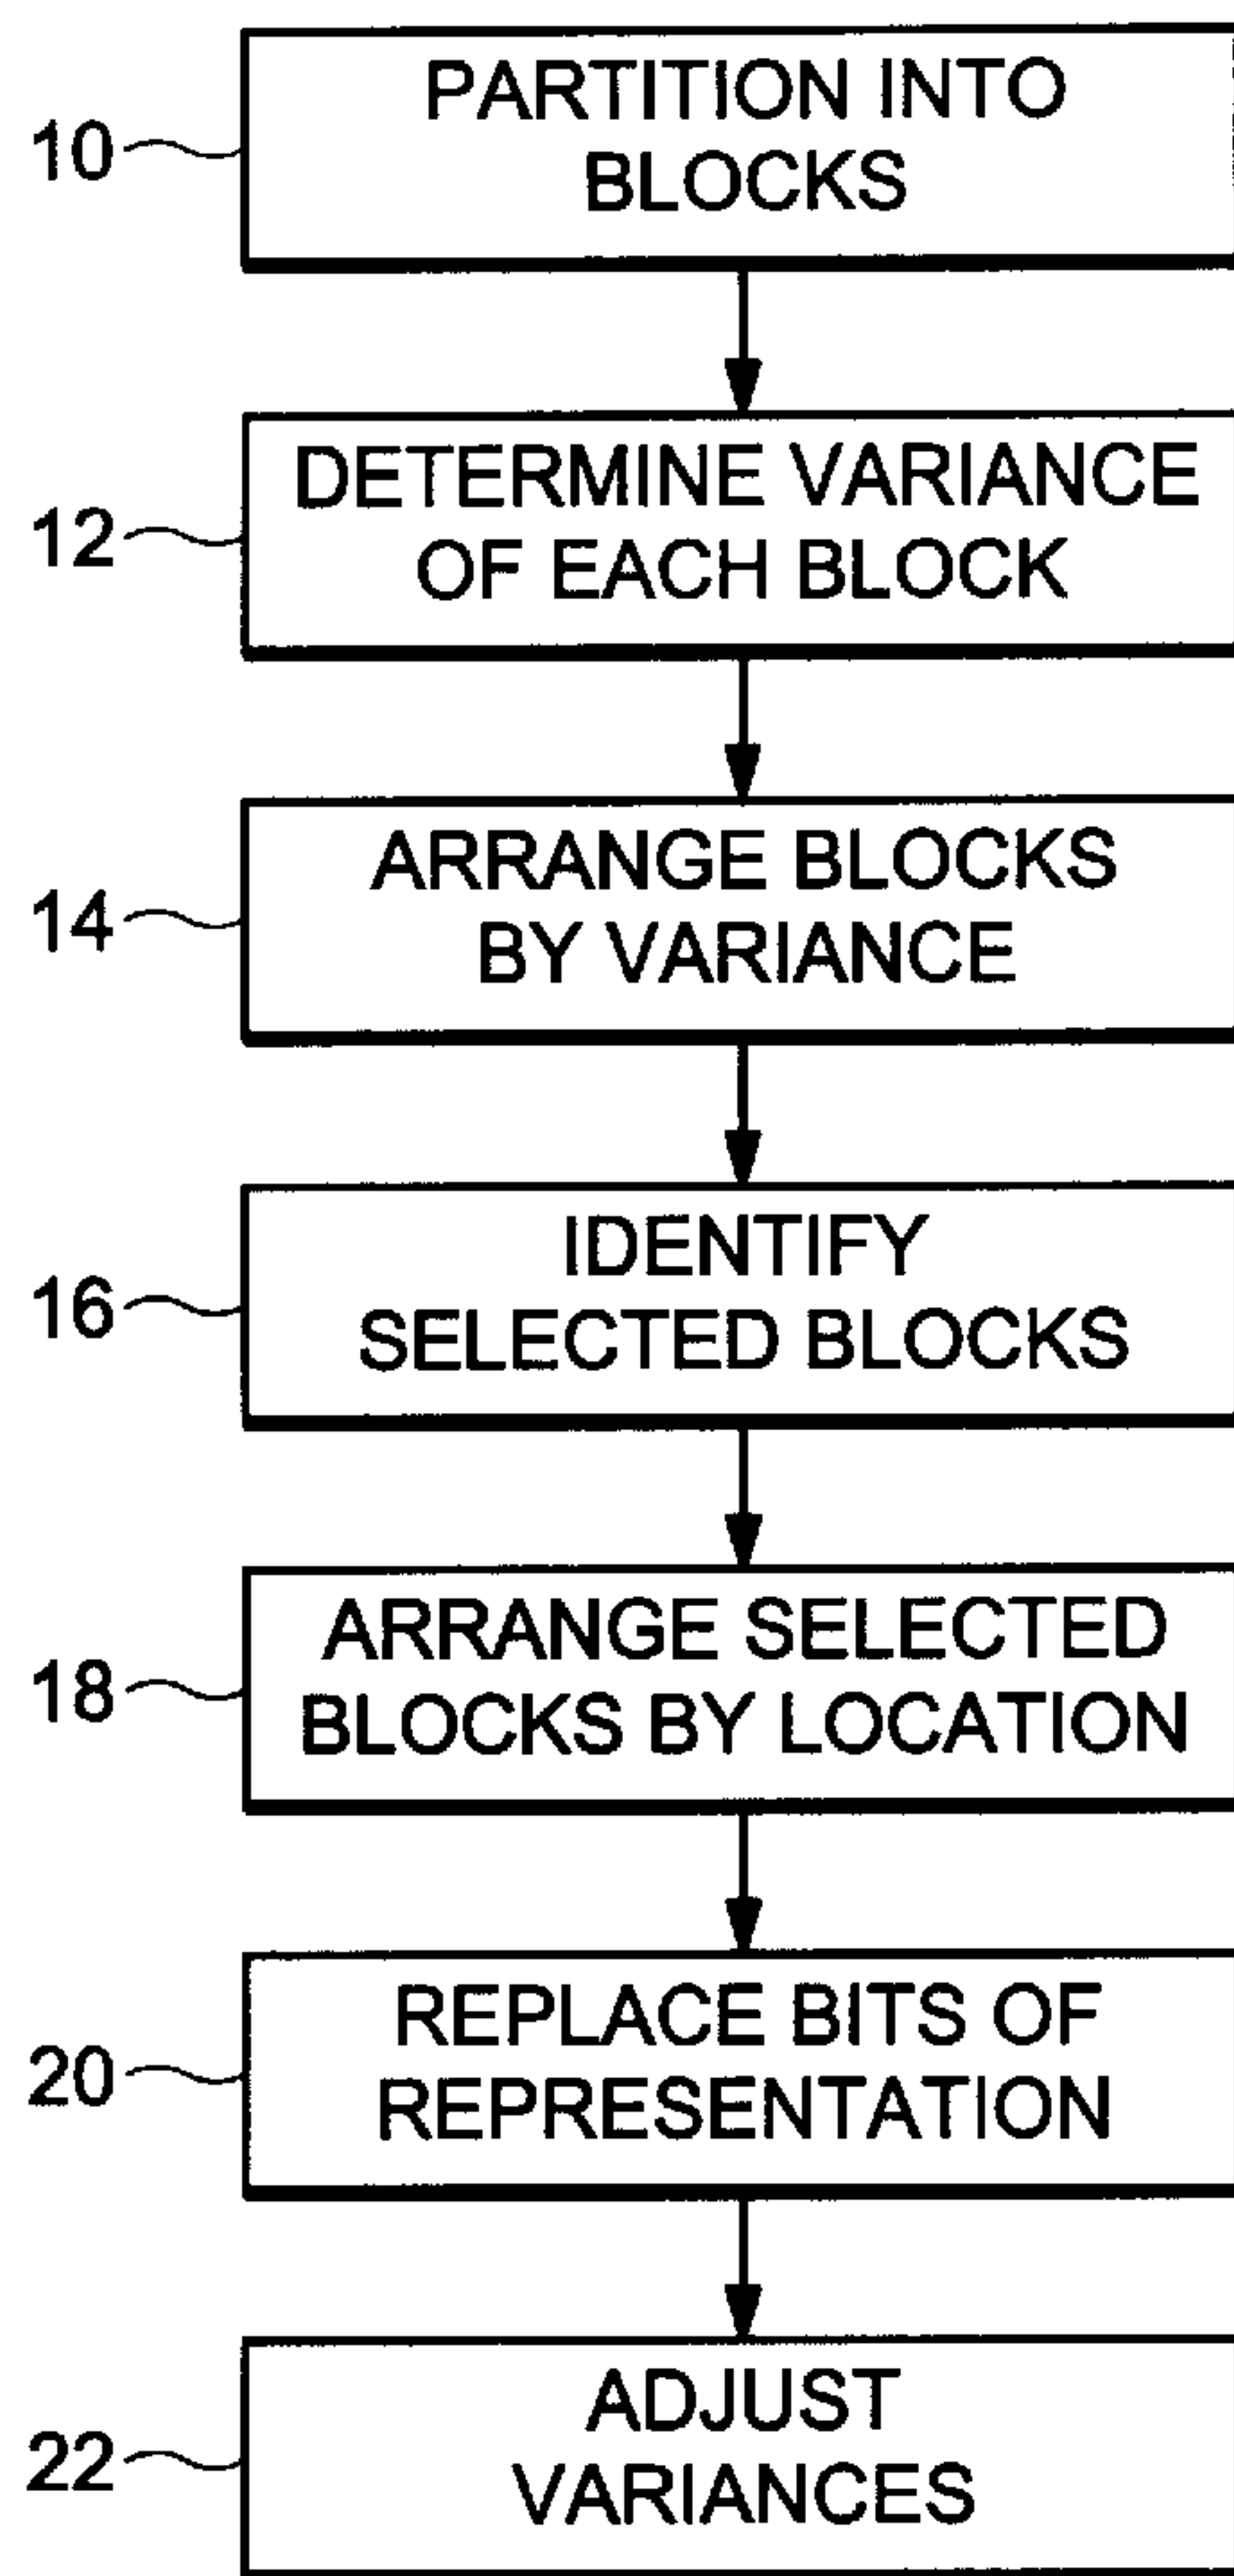 10
PARTITION INTO
BLOCKS
12
DETERMINE VARIANCE
OF EACH BLOCK
14
ARRANGE BLOCKS
BY VARIANCE
16
IDENTIFY
SELECTED BLOCKS
18
ARRANGE SELECTED
BLOCKS BY LOCATION
20
REPLACE BITS OF
REPRESENTATION
22
ADJUST
VARIANCES